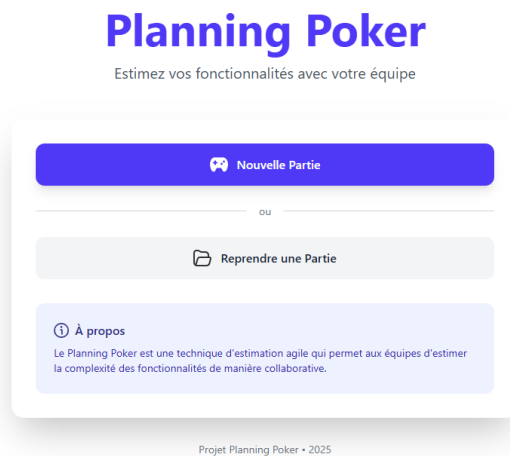 Planning Poker
Estimez vos fonctionnalités avec votre équipe
Nouvelle Partie
ou
Reprendre une Partie
À propos
Le Planning Poker est une technique d'estimation agile qui permet aux équipes d'estimer
la complexité des fonctionnalités de manière collaborative.
Projet Planning Poker • 2025